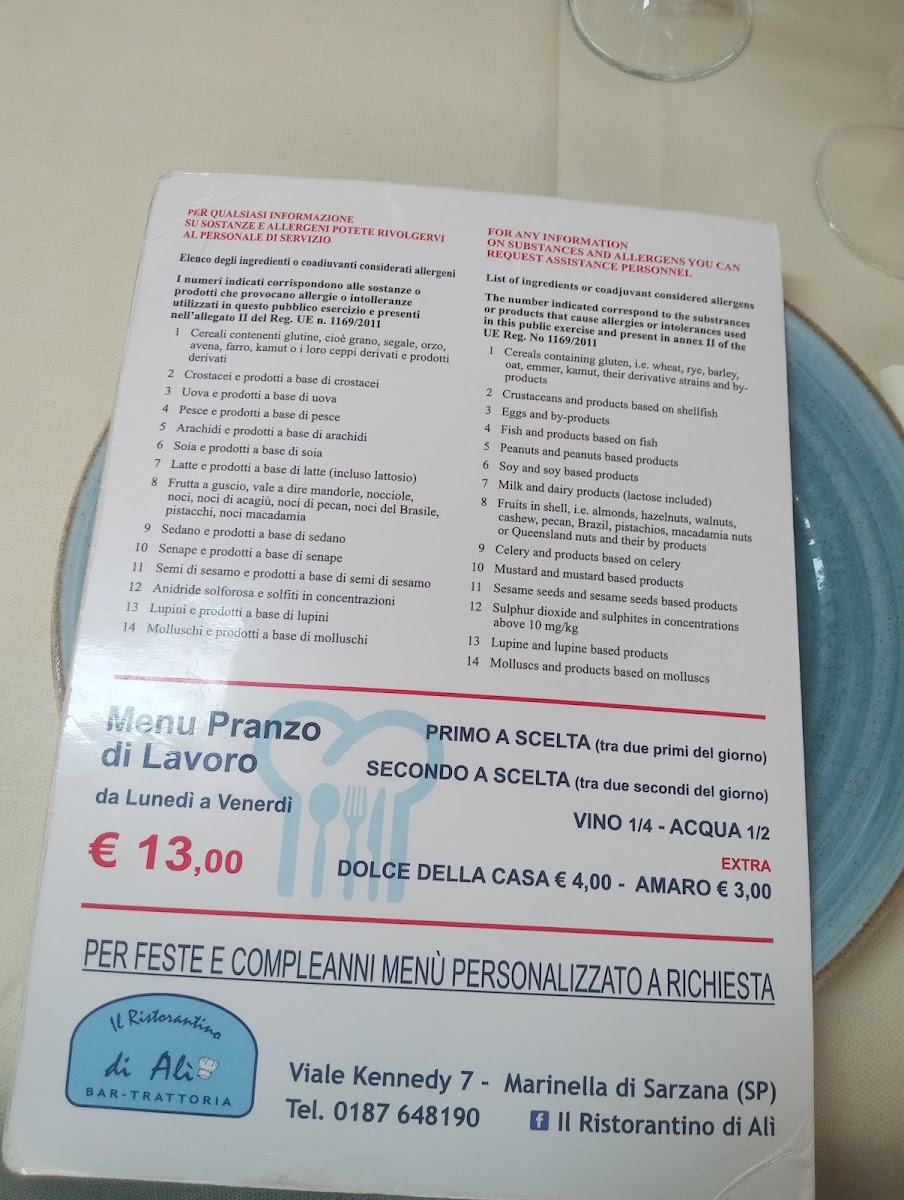 PER QUALSIASI INFORMAZIONE
SU SOSTANZE E ALLERGENI POTETE RIVOLGERVI
AL PERSONALE DI SERVIZIO
Elenco degli ingredienti o coadiuvanti considerati allergeni
I numeri indicati corrispondono alle sostanze o
prodotti che provocano allergie o intolleranze
utilizzati in questo pubblico esercizio e presenti
nell'allegato II del Reg. UE n. 1169/2011
1 Cereali contenenti glutine, cioè grano, segale, orzo,
avena, farro, kamut o i loro ceppi derivati e prodotti
derivati
2 Crostacei e prodotti a base di crostacei
3 Uova e prodotti a base di uova
4 Pesce e prodotti a base di pesce
5 Arachidi e prodotti a base di arachidi
6 Soia e prodotti a base di soia
7 Latte e prodotti a base di latte (incluso lattosio)
8 Frutta a guscio, vale a dire mandorle, nocciole,
noci, noci di acagiù, noci di pecan, noci del Brasile,
pistacchi, noci macadamia
9 Sedano e prodotti a base di sedano
10 Senape e prodotti a base di senape
11 Semi di sesamo e prodotti a base di semi di sesamo
12 Anidride solforosa e solfiti in concentrazioni
13 Lupini e prodotti a base di lupini
14 Molluschi e prodotti a base di molluschi
FOR ANY INFORMATION
ON SUBSTANCES AND ALLERGENS YOU CAN
REQUEST ASSISTANCE PERSONNEL
List of ingredients or coadjuvant considered allergens
The number indicated correspond to the substrances
or products that cause allergies or intolerances used
in this public exercise and present in annex II of the
UE Reg. No 1169/2011
1 Cereals containing gluten, i.e. wheat, rye, barley,
oat, emmer, kamut, their derivative strains and by-
products
2 Crustaceans and products based on shellfish
3 Eggs and by-products
4 Fish and products based on fish
5 Peanuts and peanuts based products
6 Soy and soy based products
7 Milk and dairy products (lactose included)
8 Fruits in shell, i.e. almonds, hazelnuts, walnuts,
cashew, pecan, Brazil, pistachios, macadamia nuts
or Queensland nuts and their by products
9 Celery and products based on celery
10 Mustard and mustard based products
11 Sesame seeds and sesame seeds based products
12 Sulphur dioxide and sulphites in concentrations
above 10 mg/kg
13 Lupine and lupine based products
14 Molluscs and products based on molluscs
Menu Pranzo
di Lavoro
da Lunedì a Venerdì
€ 13,00
PRIMO A SCELTA (tra due primi del giorno)
SECONDO A SCELTA (tra due secondi del giorno)
VINO 1/4 - ACQUA 1/2
EXTRA
DOLCE DELLA CASA € 4,00 - AMARO € 3,00
PER FESTE E COMPLEANNI MENÙ PERSONALIZZATO A RICHIESTA
Il Ristorantino
di Alì
BAR-TRATTORIA
Viale Kennedy 7 - Marinella di Sarzana (SP)
Tel. 0187 648190 f Il Ristorantino di Alì